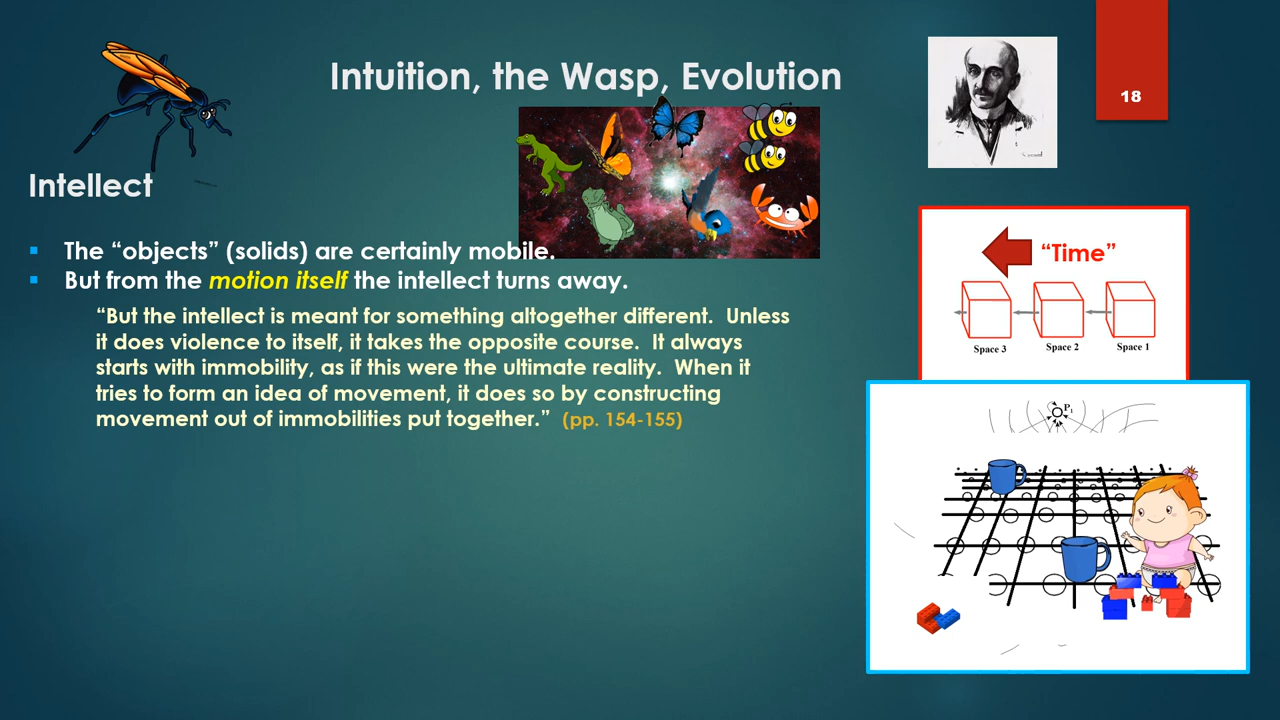 Intuition, the Wasp, Evolution
18
Intellect
The “objects” (solids) are certainly mobile.
But from the motion itself the intellect turns away.
“But the intellect is meant for something altogether different.  Unless
it does violence to itself, it takes the opposite course.  It always
starts with immobility, as if this were the ultimate reality.  When it
tries to form an idea of movement, it does so by constructing
movement out of immobilities put together.”  (pp. 154-155)
“Time”
Space 3
Space 2
Space 1
P₁